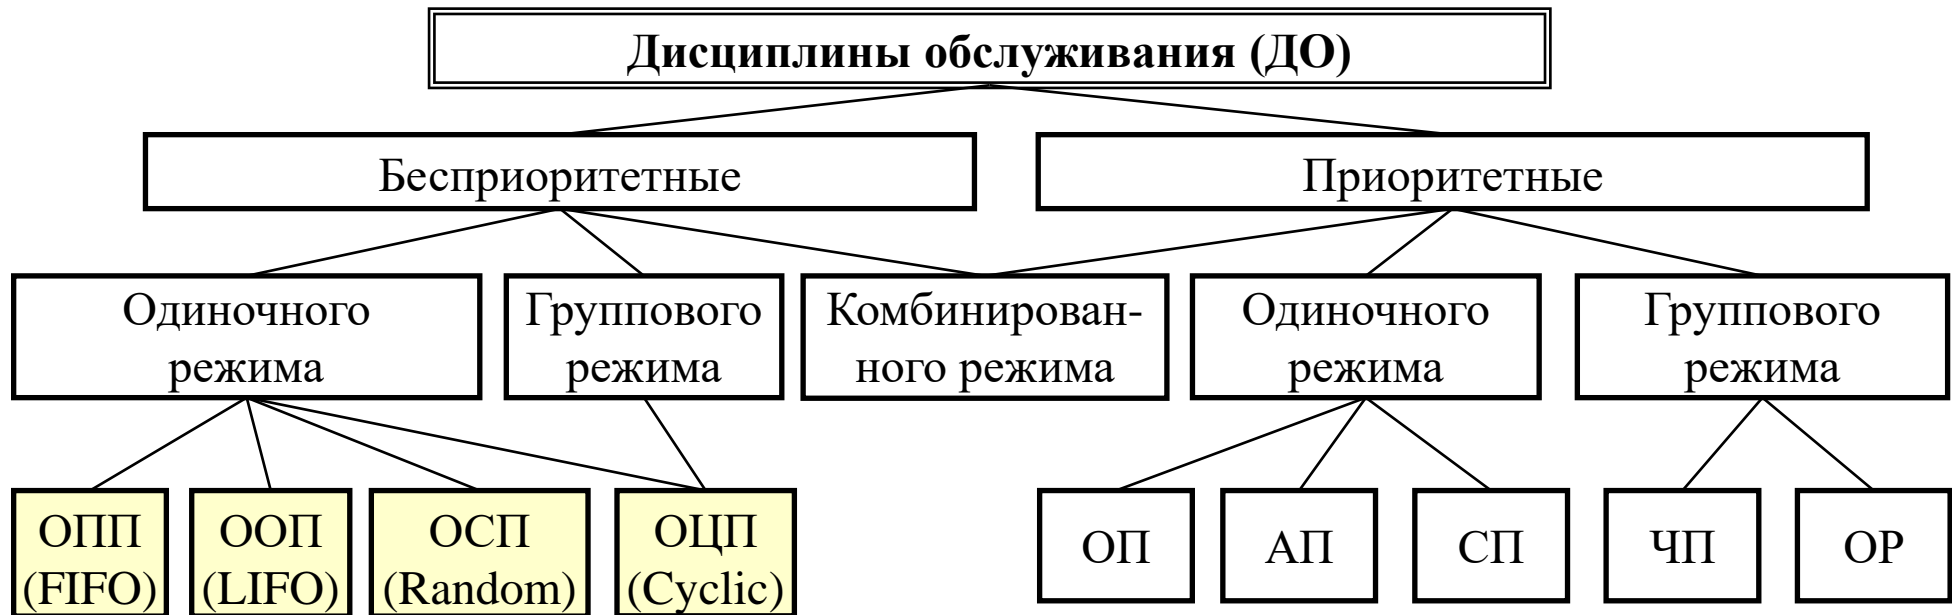 Дисциплины обслуживания (ДО)
Бесприоритетные
Приоритетные
Одиночного
режима
Группового
режима
Комбинирован-
ного режима
Одиночного
режима
Группового
режима
ОПП
(FIFO)
ООП
(LIFO)
ОСП
(Random)
ОЦП
(Cyclic)
ОП
АП
СП
ЧП
ОР